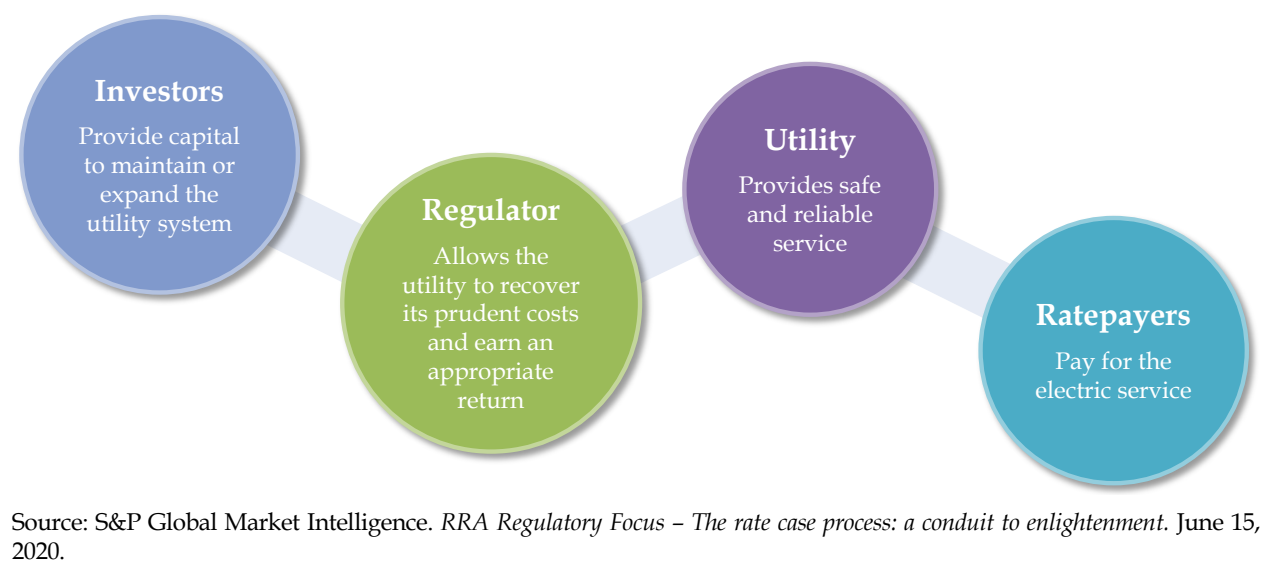 Investors
Provide capital
to maintain or
expand the
utility system
Regulator
Allows the
utility to recover
its prudent costs
and earn an
appropriate
return
Utility
Provides safe
and reliable
service
Ratepayers
Pay for the
electric service
Source: S&P Global Market Intelligence. RRA Regulatory Focus – The rate case process: a conduit to enlightenment. June 15,
2020.